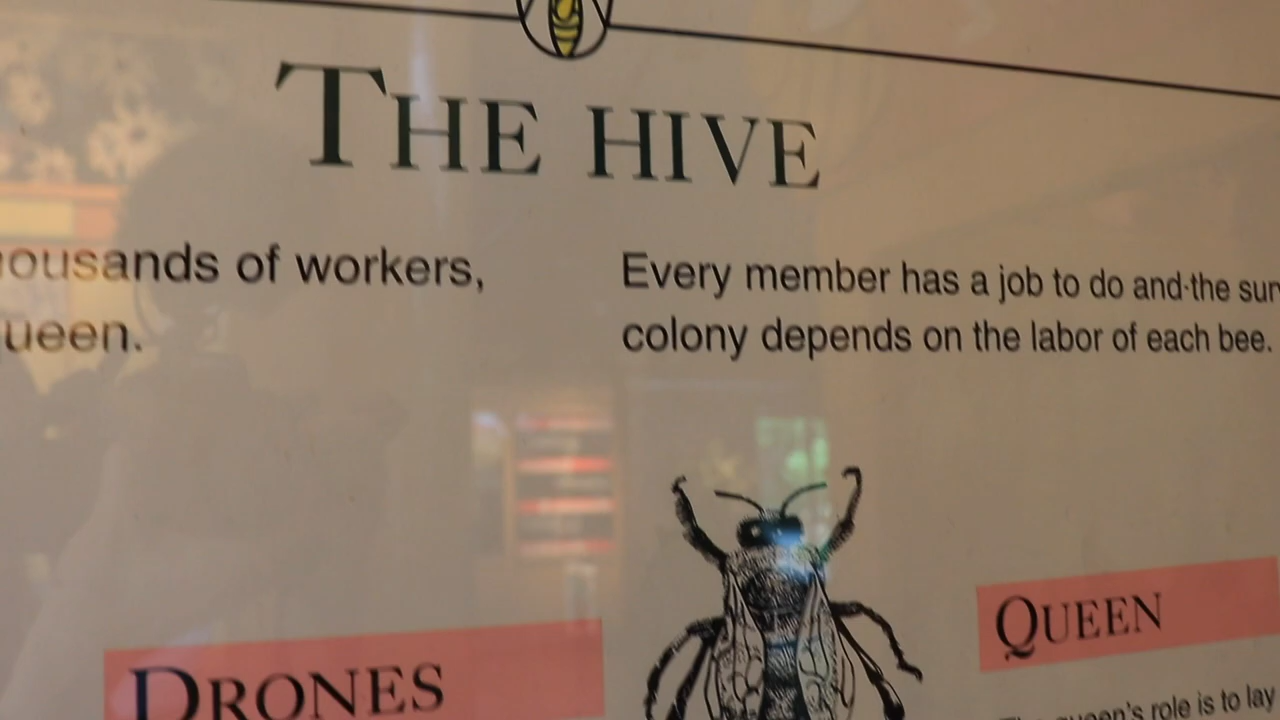 THE HIVE
ousands of workers,
ueen.
Every member has a job to do and the sur
colony depends on the labor of each bee.
QUEEN
DRONES
The queen's role is to lay